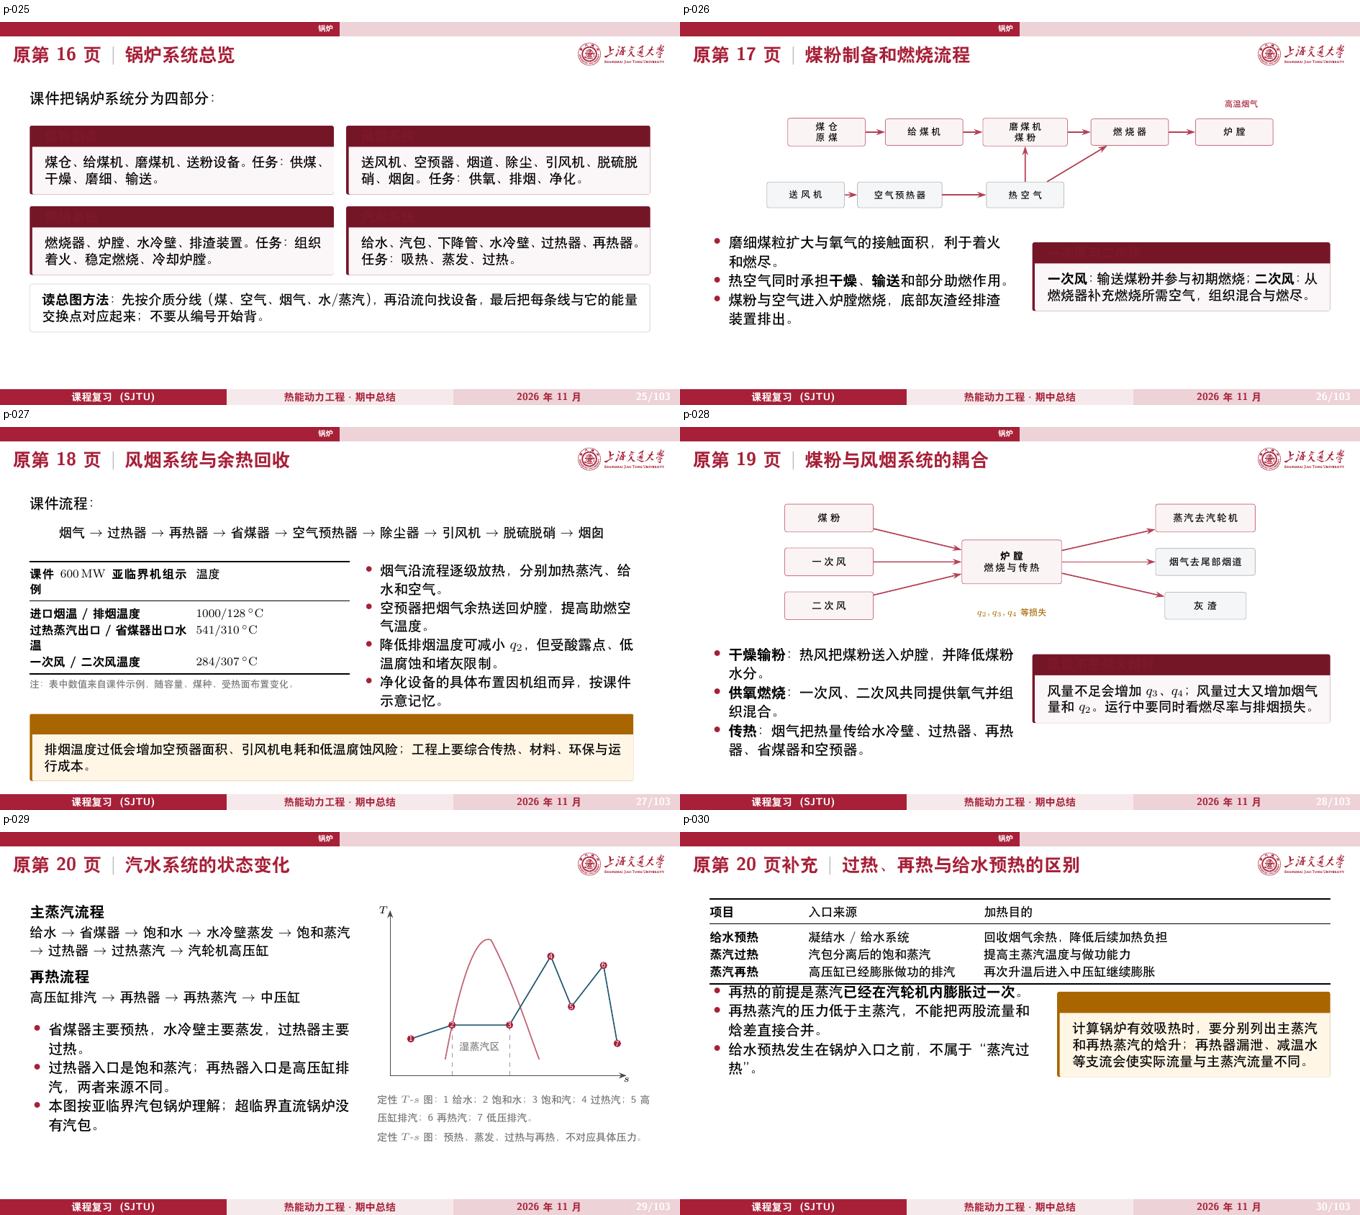 p-025
锅炉
原第 16 页 | 锅炉系统总览
上海交通大学
SHANGHAI JIAO TONG UNIVERSITY
课件把锅炉系统分为四部分：
煤仓、给煤机、磨煤机、送粉设备。任务：供煤、
干燥、磨细、输送。
送风机、空预器、烟道、除尘、引风机、脱硫脱
硝、烟囱。任务：供氧、排烟、净化。
燃烧器、炉膛、水冷壁、排渣装置。任务：组织
着火、稳定燃烧、冷却炉膛。
给水、汽包、下降管、水冷壁、过热器、再热器。
任务：吸热、蒸发、过热。
读总图方法：先按介质分线（煤、空气、烟气、水/蒸汽），再沿流向找设备，最后把每条线与它的能量
交换点对应起来；不要从编号开始背。
课程复习 (SJTU)
热能动力工程 · 期中总结
2026 年 11 月
25/103
p-026
锅炉
原第 17 页 | 煤粉制备和燃烧流程
上海交通大学
SHANGHAI JIAO TONG UNIVERSITY
高温烟气
煤仓
原煤
给煤机
磨煤机
煤粉
燃烧器
炉膛
送风机
空气预热器
热空气
• 磨细煤粒扩大与氧气的接触面积，利于着火
和燃尽。
• 热空气同时承担干燥、输送和部分助燃作用。
• 煤粉与空气进入炉膛燃烧，底部灰渣经排渣
装置排出。
一次风：输送煤粉并参与初期燃烧；二次风：从
燃烧器补充燃烧所需空气，组织混合与燃尽。
课程复习 (SJTU)
热能动力工程 · 期中总结
2026 年 11 月
26/103
p-027
锅炉
原第 18 页 | 风烟系统与余热回收
上海交通大学
SHANGHAI JIAO TONG UNIVERSITY
课件流程：
烟气 → 过热器 → 再热器 → 省煤器 → 空气预热器 → 除尘器 → 引风机 → 脱硫脱硝 → 烟囱
课件 600 MW 亚临界机组示 温度
例
进口烟温 / 排烟温度 1000/128 °C
过热蒸汽出口 / 省煤器出口水 541/310 °C
温
一次风 / 二次风温度 284/307 °C
注：表中数值来自课件示例，随容量、煤种、受热面布置变化。
• 烟气沿流程逐级放热，分别加热蒸汽、给
水和空气。
• 空预器把烟气余热送回炉膛，提高助燃空
气温度。
• 降低排烟温度可减小 q2，但受酸露点、低
温腐蚀和堵灰限制。
• 净化设备的具体布置因机组而异，按课件
示意记忆。
排烟温度过低会增加空预器面积、引风机电耗和低温腐蚀风险；工程上要综合传热、材料、环保与运
行成本。
课程复习 (SJTU)
热能动力工程 · 期中总结
2026 年 11 月
27/103
p-028
锅炉
原第 19 页 | 煤粉与风烟系统的耦合
上海交通大学
SHANGHAI JIAO TONG UNIVERSITY
煤粉
一次风
二次风
炉膛
燃烧与传热
蒸汽去汽轮机
烟气去尾部烟道
灰渣
q2, q3, q4 等损失
• 干燥输粉：热风把煤粉送入炉膛，并降低煤粉
水分。
• 供氧燃烧：一次风、二次风共同提供氧气并组
织混合。
• 传热：烟气把热量传给水冷壁、过热器、再热
器、省煤器和空预器。
风量不足会增加 q3、q4；风量过大又增加烟气
量和 q2。运行中要同时看燃尽率与排烟损失。
课程复习 (SJTU)
热能动力工程 · 期中总结
2026 年 11 月
28/103
p-029
锅炉
原第 20 页 | 汽水系统的状态变化
上海交通大学
SHANGHAI JIAO TONG UNIVERSITY
主蒸汽流程
给水 → 省煤器 → 饱和水 → 水冷壁蒸发 → 饱和蒸汽
→ 过热器 → 过热蒸汽 → 汽轮机高压缸
再热流程
高压缸排汽 → 再热器 → 再热蒸汽 → 中压缸
• 省煤器主要预热，水冷壁主要蒸发，过热器主要
过热。
• 过热器入口是饱和蒸汽；再热器入口是高压缸排
汽，两者来源不同。
• 本图按亚临界汽包锅炉理解；超临界直流锅炉没
有汽包。
T
1
2
3
4
5
6
7
湿蒸汽区
s
定性 T-s 图：1 给水；2 饱和水；3 饱和汽；4 过热汽；5 高
压缸排汽；6 再热汽；7 低压排汽。
定性 T-s 图：预热、蒸发、过热与再热，不对应具体压力。
课程复习 (SJTU)
热能动力工程 · 期中总结
2026 年 11 月
29/103
p-030
锅炉
原第 20 页补充 | 过热、再热与给水预热的区别
上海交通大学
SHANGHAI JIAO TONG UNIVERSITY
项目 入口来源 加热目的
给水预热 凝结水 / 给水系统 回收烟气余热，降低后续加热负担
蒸汽过热 汽包分离后的饱和蒸汽 提高主蒸汽温度与做功能力
蒸汽再热 高压缸已经膨胀做功的排汽 再次升温后进入中压缸继续膨胀
• 再热的前提是蒸汽已经在汽轮机内膨胀过一次。
• 再热蒸汽的压力低于主蒸汽，不能把两股流量和
焓差直接合并。
• 给水预热发生在锅炉入口之前，不属于“蒸汽过
热”。
计算锅炉有效吸热时，要分别列出主蒸汽
和再热蒸汽的焓升；再热器漏泄、减温水
等支流会使实际流量与主蒸汽流量不同。
课程复习 (SJTU)
热能动力工程 · 期中总结
2026 年 11 月
30/103